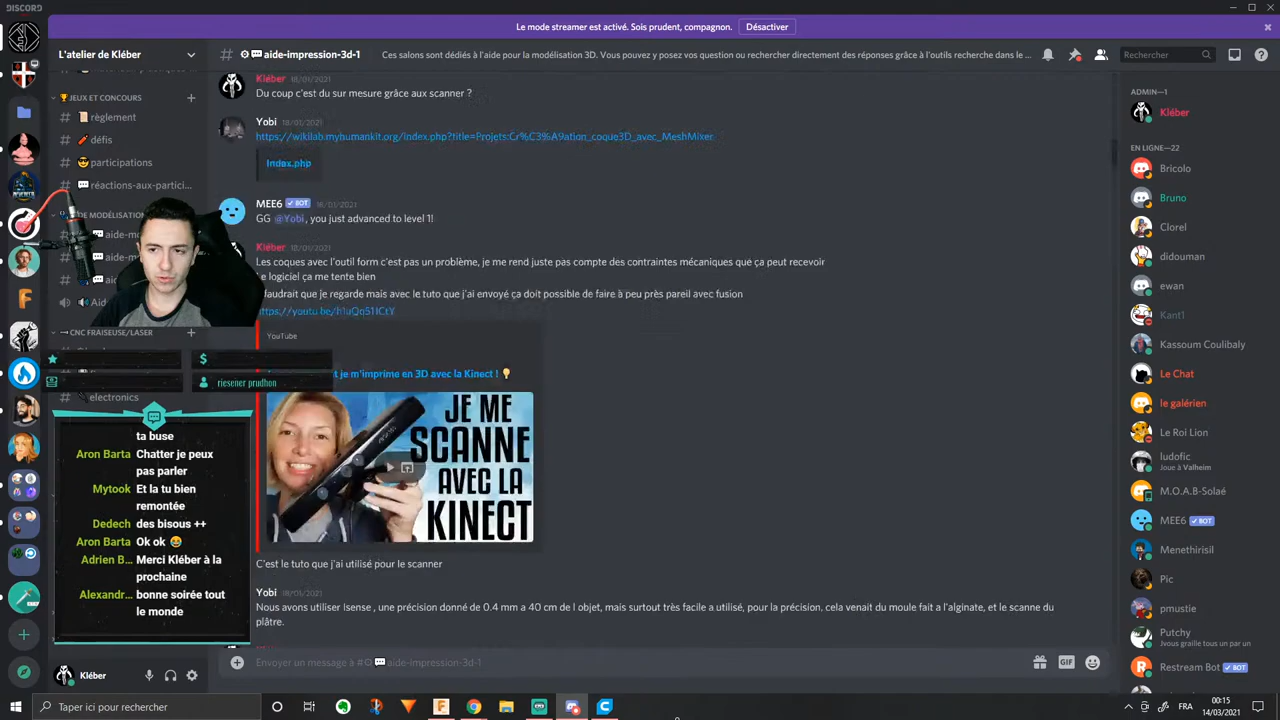 DISCORD
Le mode streamer est activé. Sois prudent, compagnon.
Désactiver
L'atelier de Kléber
aide-impression-3d-1
Ces salons sont dédiés à l'aide pour la modélisation 3D. Vous pouvez y posez vos question ou rechercher directement des réponses grâce à l'outils recherche dans le ...
Rechercher
JEUX ET CONCOURS
règlement
défis
participations
réactions-aux-partici...
DE MODÉLISATION
CNC FRAISEUSE/LASER
electronics
Kléber 18/01/2021
Du coup c'est du sur mesure grâce aux scanner ?
Yobi 18/01/2021
https://wikilab.myhumankit.org/index.php?title=Projets:Cr%C3%A9ation_coque3D_avec_MeshMixer
Index.php
MEE6 BOT 18/01/2021
GG @Yobi, you just advanced to level 1!
Kléber 18/01/2021
Les coques avec l'outil form c'est pas un problème, je me rend juste pas compte des contraintes mécaniques que ça peut recevoir
Le logiciel ça me tente bien
faudrait que je regarde mais avec le tuto que j'ai envoyé ça doit possible de faire à peu près pareil avec fusion
YouTube
je m'imprime en 3D avec la Kinect !
JE ME
SCANNE
AVEC LA
KINECT
C'est le tuto que j'ai utilisé pour le scanner
Yobi 18/01/2021
Nous avons utiliser Isense , une précision donné de 0.4 mm a 40 cm de l objet, mais surtout très facile a utilisé, pour la précision, cela venait du moule fait a l'alginate, et le scanne du
plâtre.
Envoyer un message à #aide-impression-3d-1
GIF
riesener prudhon
ta buse
Aron Barta Chatter je peux
pas parler
Mytook Et la tu bien
remontée
Dedech des bisous ++
Aron Barta Ok ok
Adrien B... Merci Kléber à la
prochaine
Alexandr... bonne soirée tout
le monde
Kléber
ADMIN—1
Kléber
EN LIGNE—22
Bricolo
Bruno
Clorel
didouman
ewan
Kant1
Kassoum Coulibaly
Le Chat
le galérien
Le Roi Lion
ludofic
Joue à Valheim
M.O.A.B-Solaé
MEE6 BOT
Menethirisil
Pic
pmustie
Putchy
Jvous graille tous un par un
Restream Bot BOT
Taper ici pour rechercher
FRA
00:15
14/03/2021